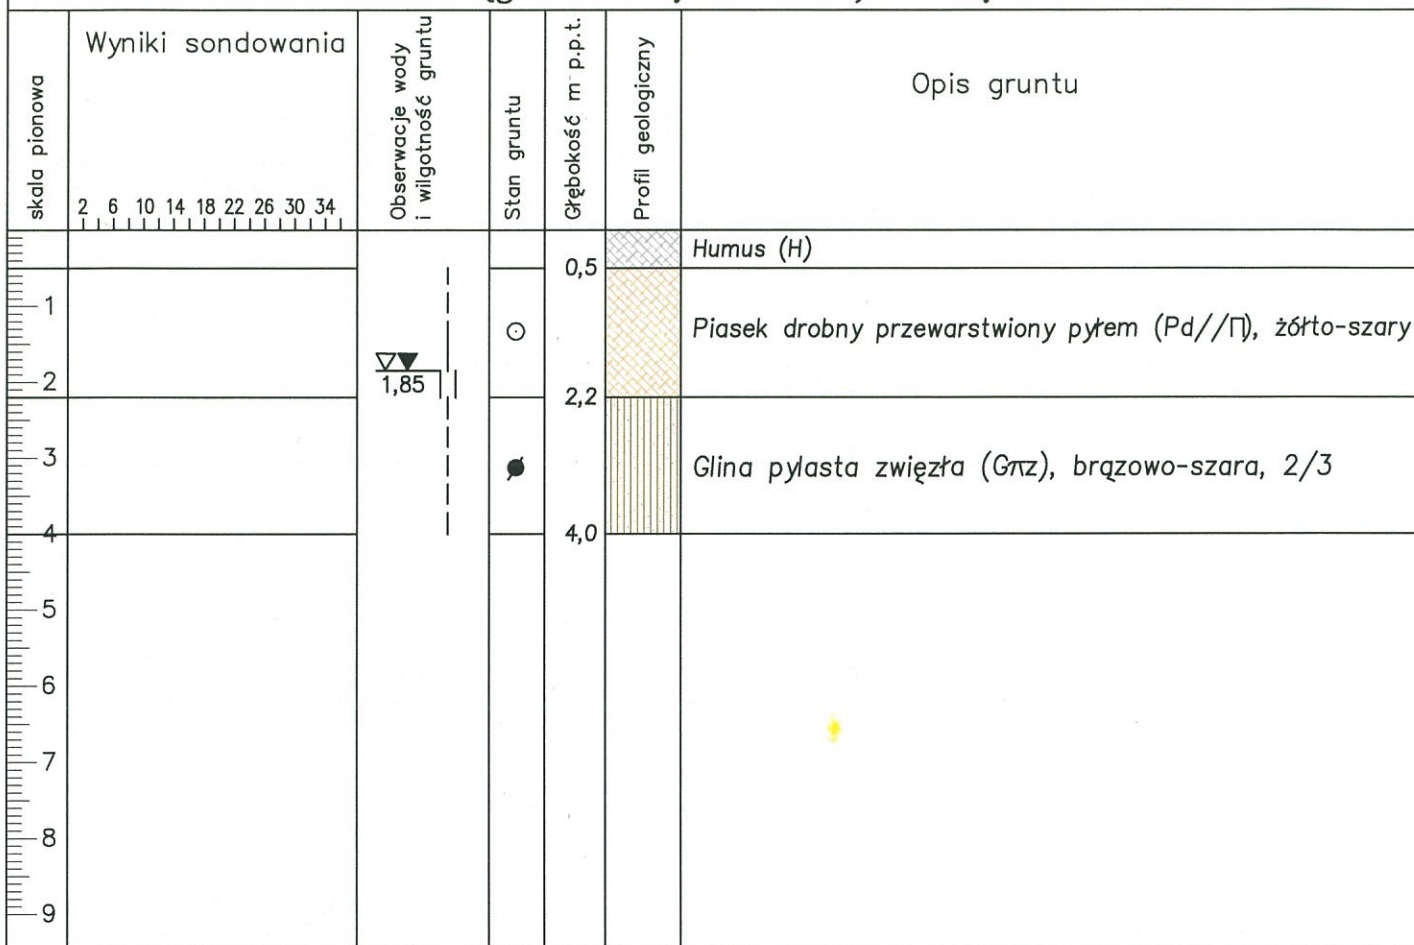 Wyniki sondowania
Opis gruntu
skala pionowa
Obserwacje wody
i wilgotność gruntu
Stan gruntu
Głębokość m p.p.t.
Profil geologiczny
2 6 10 14 18 22 26 30 34
Humus (H)
0,5
1
Piasek drobny przewarstwiony pyłem (Pd//Π), żółto-szary
2
1,85
2,2
3
Glina pylasta zwięzła (Gπz), brązowo-szara, 2/3
4
4,0
5
6
7
8
9